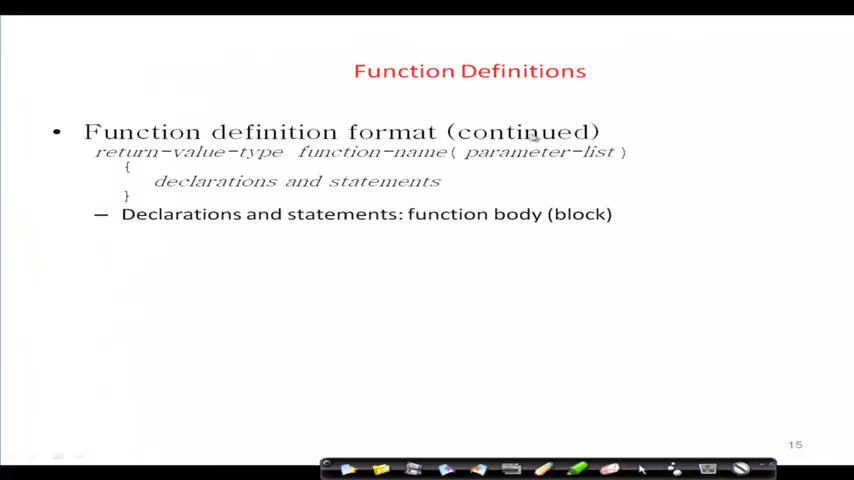 Function Definitions
• Function definition format (continued)
return-value-type function-name( parameter-list )
{
declarations and statements
}
– Declarations and statements: function body (block)
15